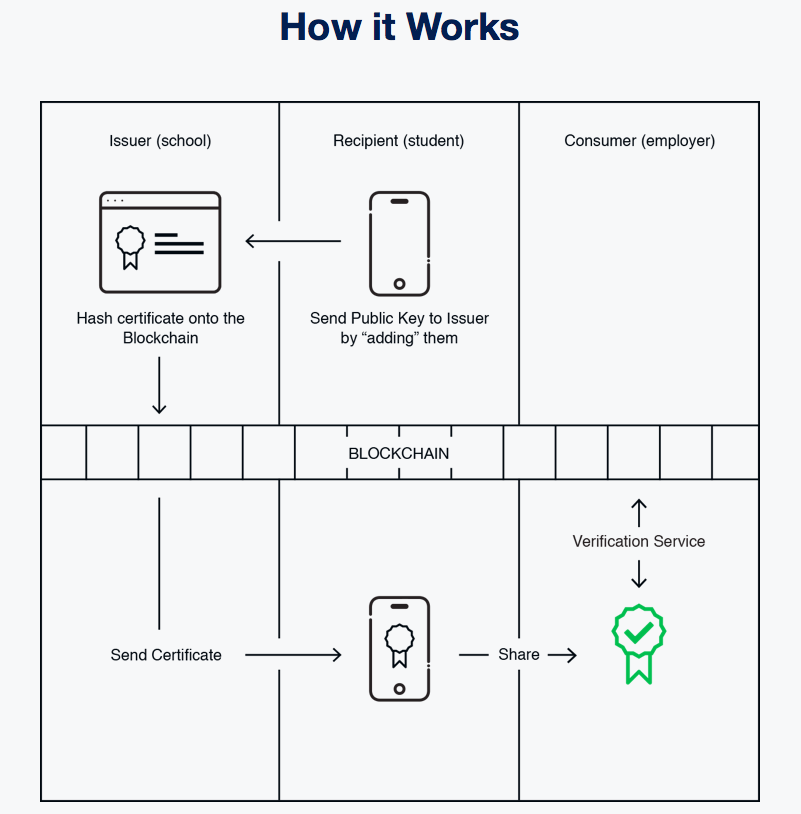 How it Works
Issuer (school)
Recipient (student)
Consumer (employer)
Hash certificate onto the
Blockchain
Send Public Key to Issuer
by “adding” them
BLOCKCHAIN
Verification Service
Send Certificate
Share